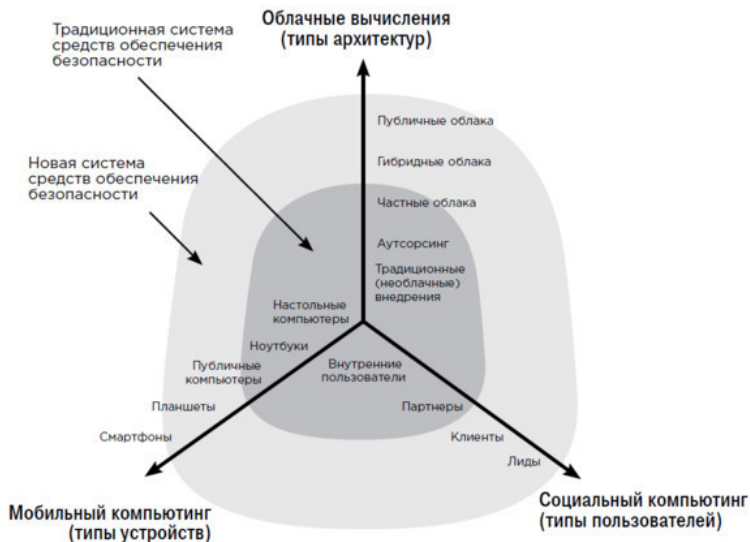 Облачные вычисления
(типы архитектур)
Традиционная система
средств обеспечения
безопасности
Новая система
средств обеспечения
безопасности
Публичные облака
Гибридные облака
Частные облака
Аутсорсинг
Традиционные
(необлачные)
внедрения
Настольные
компьютеры
Ноутбуки
Публичные
компьютеры
Планшеты
Смартфоны
Внутренние
пользователи
Партнеры
Клиенты
Лиды
Мобильный компьютинг
(типы устройств)
Социальный компьютинг
(типы пользователей)